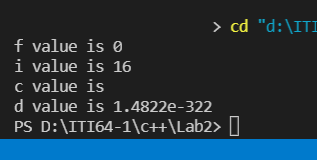 > cd "d:\ITI
f value is 0
i value is 16
c value is
d value is 1.4822e-322
PS D:\ITI64-1\c++\Lab2>